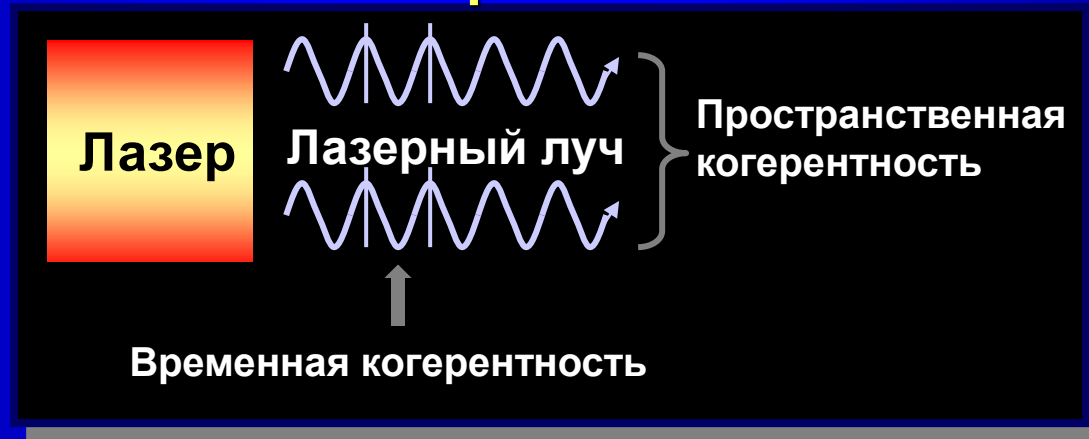 Лазер
Лазерный луч
Пространственная
когерентность
Временная когерентность